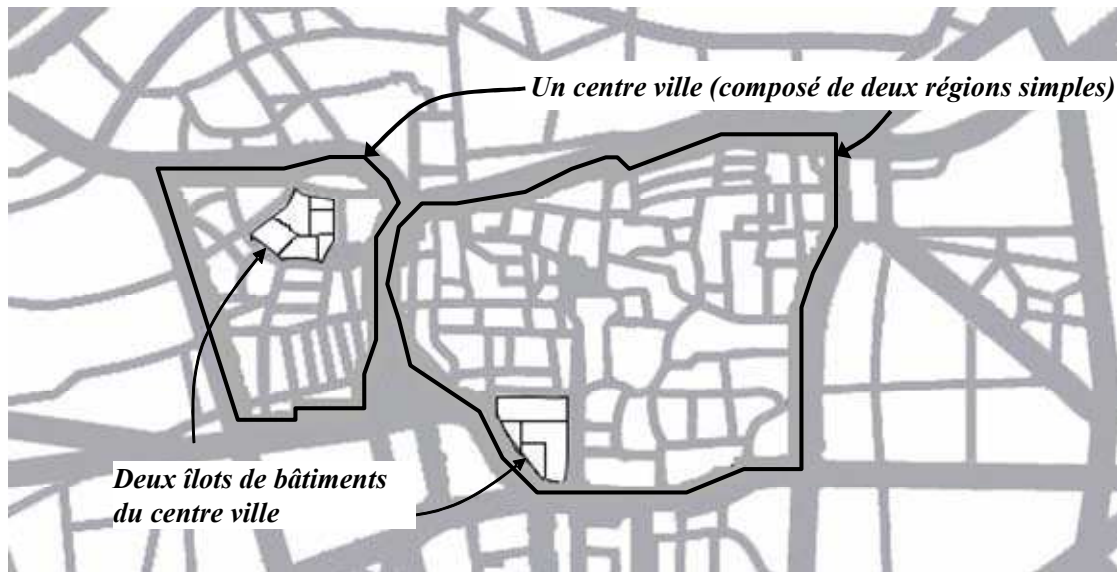 Un centre ville (composé de deux régions simples)
Deux îlots de bâtiments
du centre ville